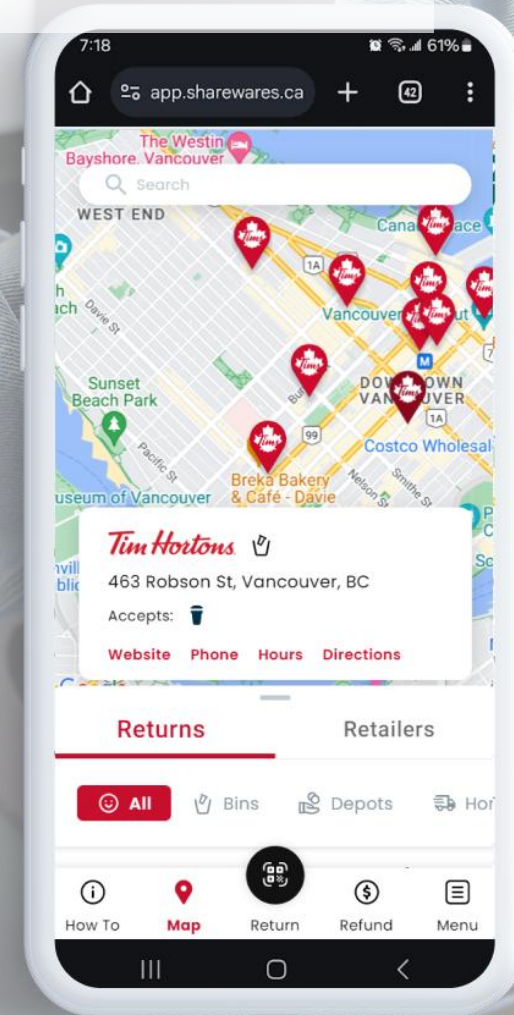 7:18
61%
app.sharewares.ca
42
The Westin
Bayshore, Vancouver
Search
WEST END
Davie St
1A
Vancouver
Tims
DOWNTOWN
M
1A
Sunset
Beach Park
99
Costco Wholesal
Pacific St
Breka Bakery
& Café - Davie
Nelson St
Smithe St
useum of Vancouver
Tim Hortons
463 Robson St, Vancouver, BC
Accepts:
Website Phone Hours Directions
Returns Retailers
All Bins Depots Hor
How To Map Return Refund Menu